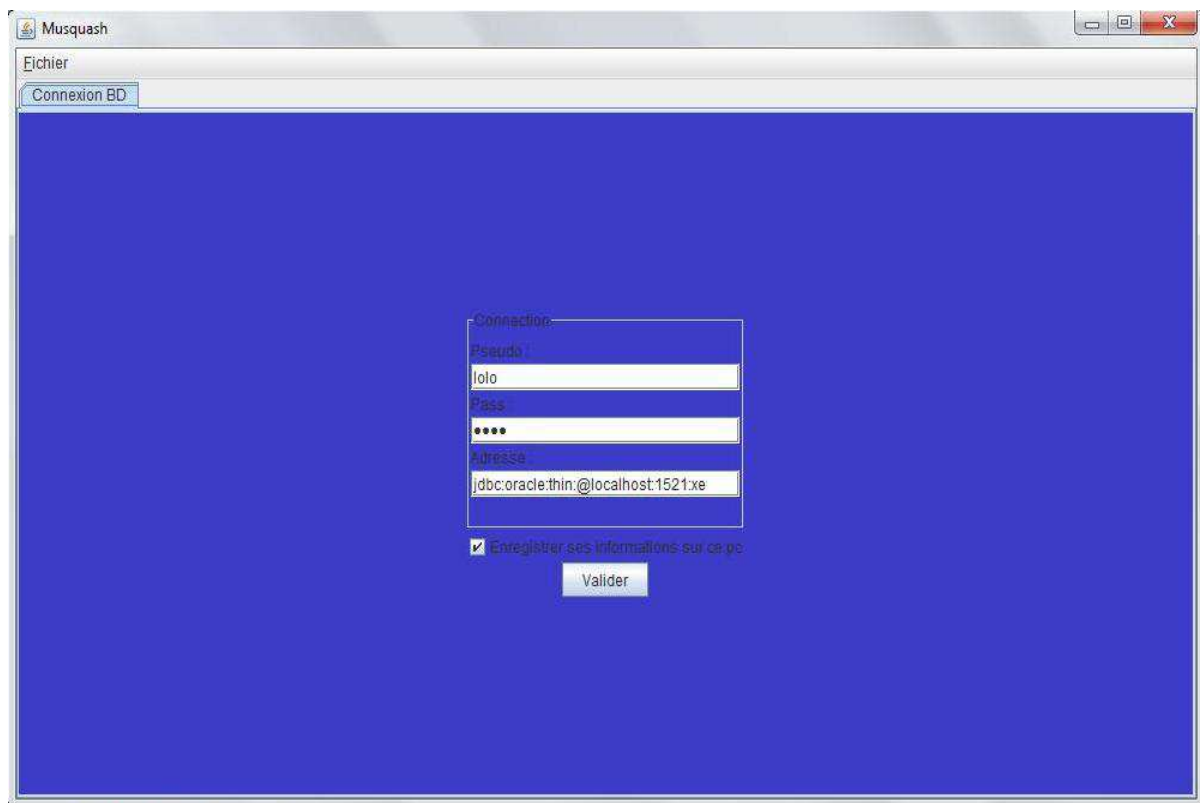 Musquash
Fichier
Connexion BD
Connection
Pseudo :
lolo
Pass :
••••
Adresse :
jdbc:oracle:thin:@localhost:1521:xe
Enregistrer ses informations sur ce pc
Valider